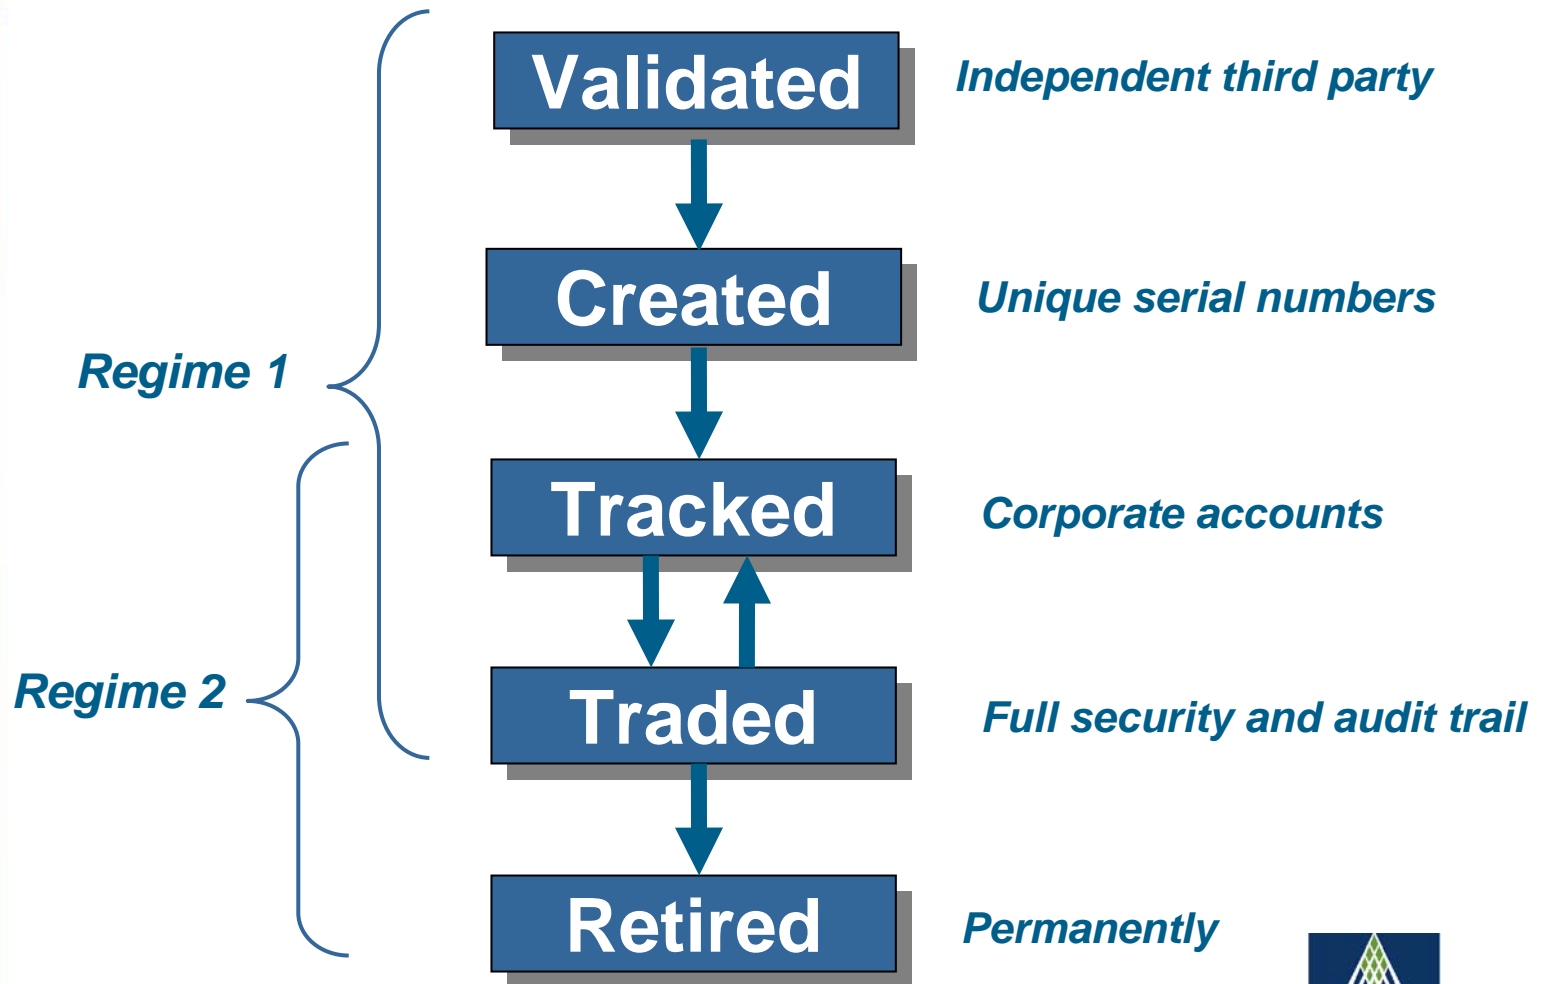 Validated
Independent third party
Created
Unique serial numbers
Regime 1
Tracked
Corporate accounts
Regime 2
Traded
Full security and audit trail
Retired
Permanently